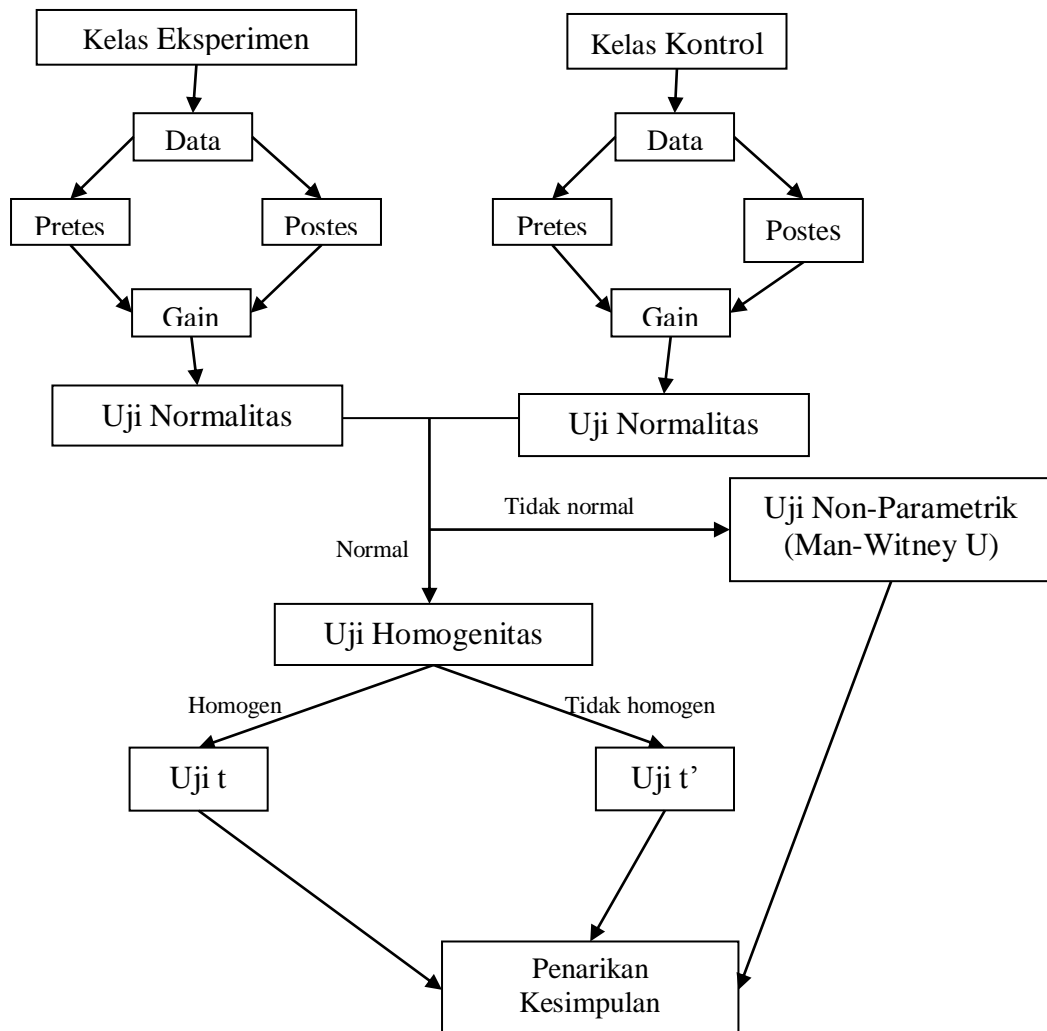 Kelas Eksperimen
Kelas Kontrol
Data
Data
Pretes
Postes
Pretes
Postes
Gain
Gain
Uji Normalitas
Uji Normalitas
Tidak normal
Uji Non-Parametrik
(Man-Witney U)
Normal
Uji Homogenitas
Homogen
Tidak homogen
Uji t
Uji t’
Penarikan
Kesimpulan